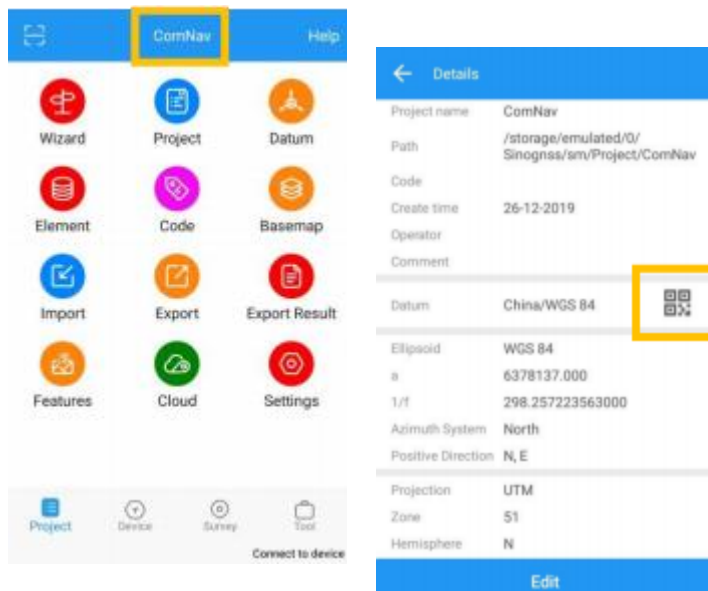 ComNav Help
Wizard Project Datum
Element Code Basemap
Import Export Export Result
Features Cloud Settings
Project Device Survey Tool
Connect to device
Details
Project name ComNav
Path /storage/emulated/0/
Sinognss/sm/Project/ComNav
Code
Create time 26-12-2019
Operator
Comment
Datum China/WGS 84
Ellipsoid WGS 84
a 6378137.000
1/f 298.257223563000
Azimuth System North
Positive Direction N, E
Projection UTM
Zone 51
Hemisphere N
Edit